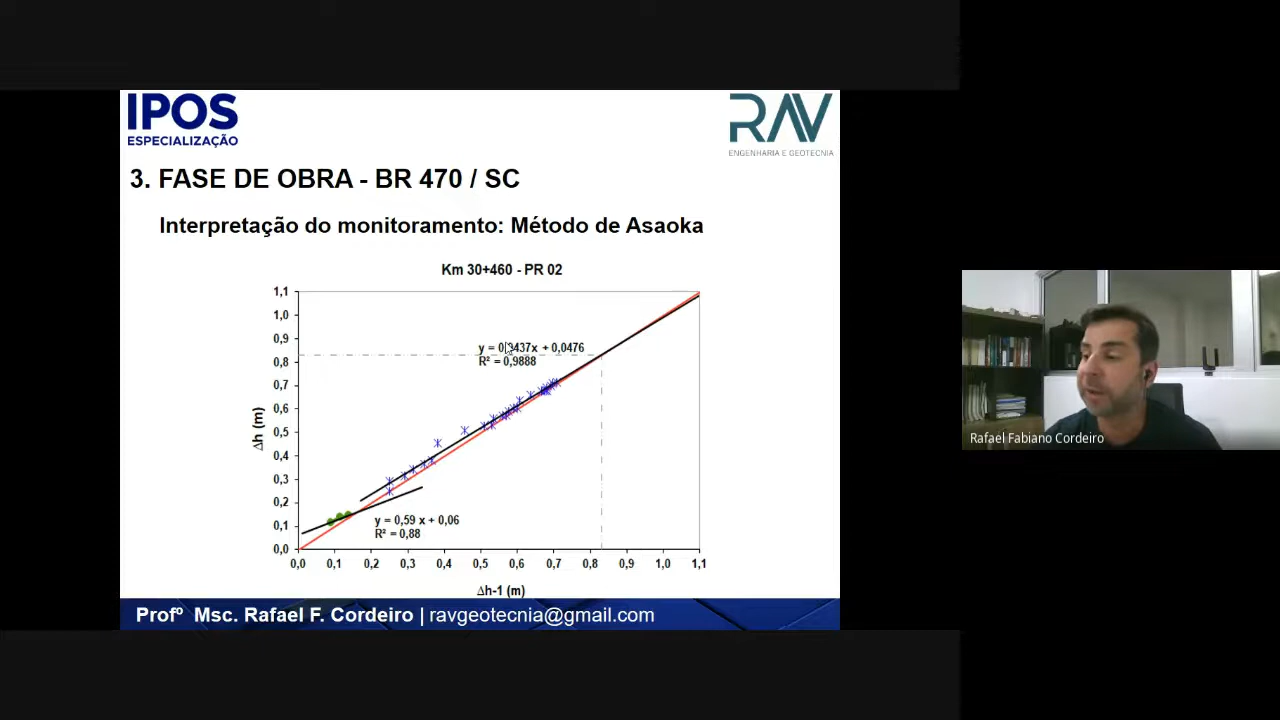 IPOS
ESPECIALIZAÇÃO
RAV
ENGENHARIA E GEOTECNIA
3. FASE DE OBRA - BR 470 / SC
Interpretação do monitoramento: Método de Asaoka
Km 30+460 - PR 02
1,1
1,0
0,9
0,8
0,7
0,6
0,5
0,4
0,3
0,2
0,1
0,0
Δh (m)
+ 0,0476
R² = 0,9888
y = 0,59 x + 0,06
R² = 0,88
0,0 0,1 0,2 0,3 0,4 0,5 0,6 0,7 0,8 0,9 1,0 1,1
Δh-1 (m)
Profº Msc. Rafael F. Cordeiro | ravgeotecnia@gmail.com
Rafael Fabiano Cordeiro